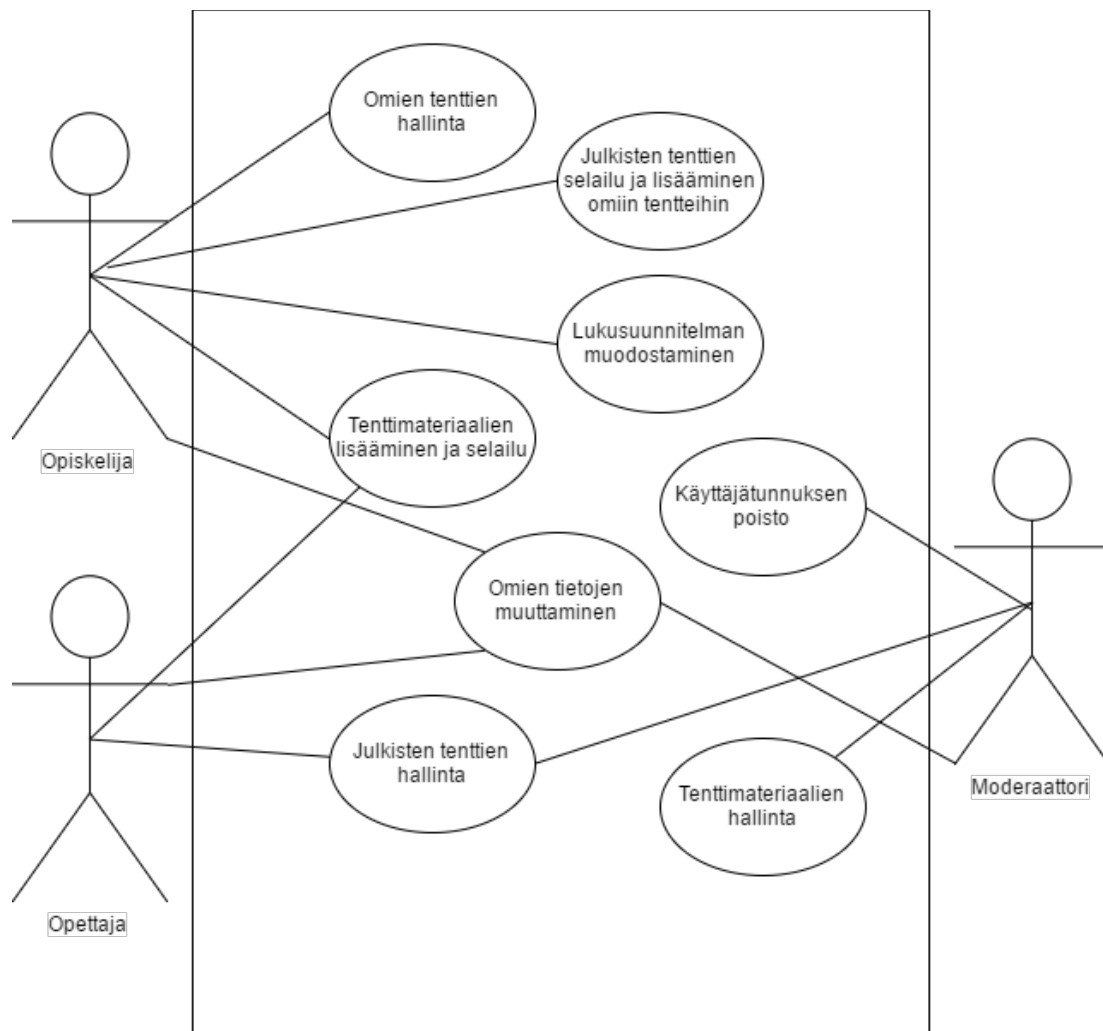 Omien tenttien
hallinta
Julkisten tenttien
selailu ja lisääminen
omiin tentteihin
Lukusuunnitelman
muodostaminen
Tenttimateriaalien
lisääminen ja selailu
Opiskelija
Käyttäjätunnuksen
poisto
Omien tietojen
muuttaminen
Julkisten tenttien
hallinta
Tenttimateriaalien
hallinta
Moderaattori
Opettaja